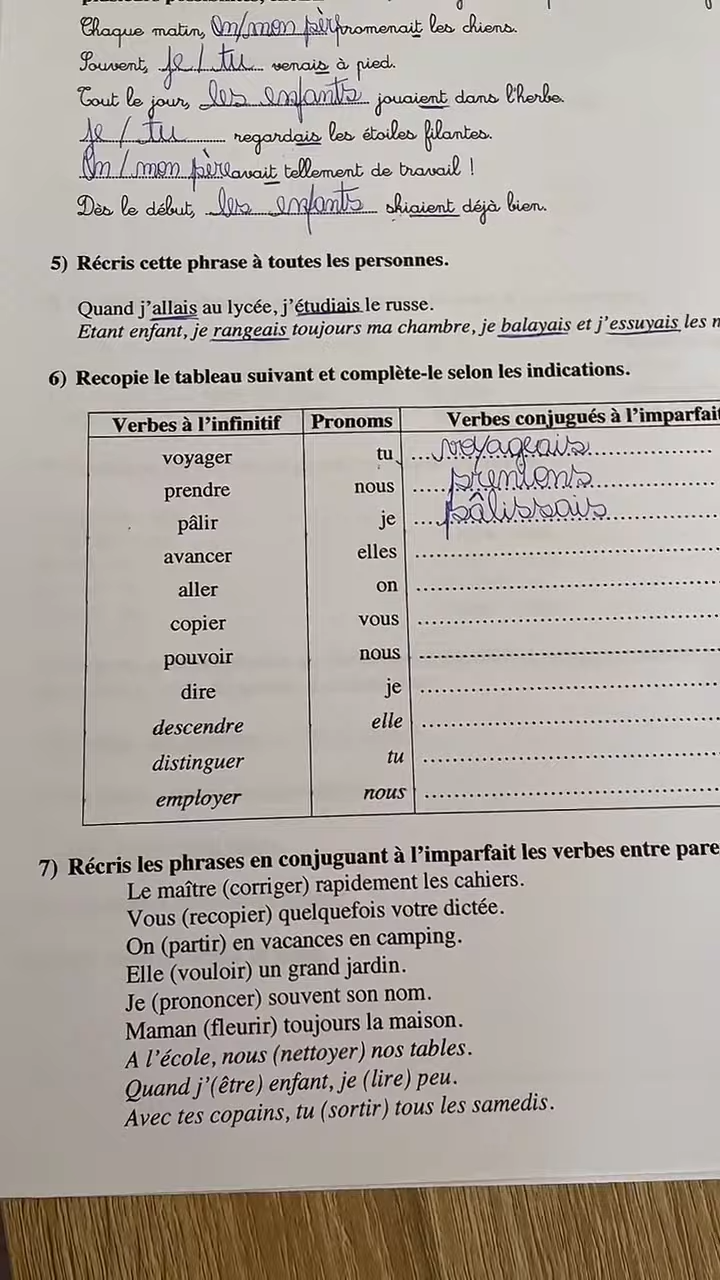 Chaque matin, On/mon père promenait les chiens.
Souvent, je / tu venais à pied.
Tout le jour, les enfants jouaient dans l'herbe.
je / tu regardais les étoiles filantes.
On / mon père avait tellement de travail !
Dès le début, les enfants skiaient déjà bien.
5) Récris cette phrase à toutes les personnes.
Quand j'allais au lycée, j'étudiais le russe.
Etant enfant, je rangeais toujours ma chambre, je balayais et j'essuyais les
6) Recopie le tableau suivant et complète-le selon les indications.
Verbes à l'infinitif Pronoms Verbes conjugués à l'imparfait
voyager tu voyageais
prendre nous prenions
pâlir je pâlissais
avancer elles
aller on
copier vous
pouvoir nous
dire je
descendre elle
distinguer tu
employer nous
7) Récris les phrases en conjuguant à l'imparfait les verbes entre pare
Le maître (corriger) rapidement les cahiers.
Vous (recopier) quelquefois votre dictée.
On (partir) en vacances en camping.
Elle (vouloir) un grand jardin.
Je (prononcer) souvent son nom.
Maman (fleurir) toujours la maison.
A l'école, nous (nettoyer) nos tables.
Quand j'(être) enfant, je (lire) peu.
Avec tes copains, tu (sortir) tous les samedis.